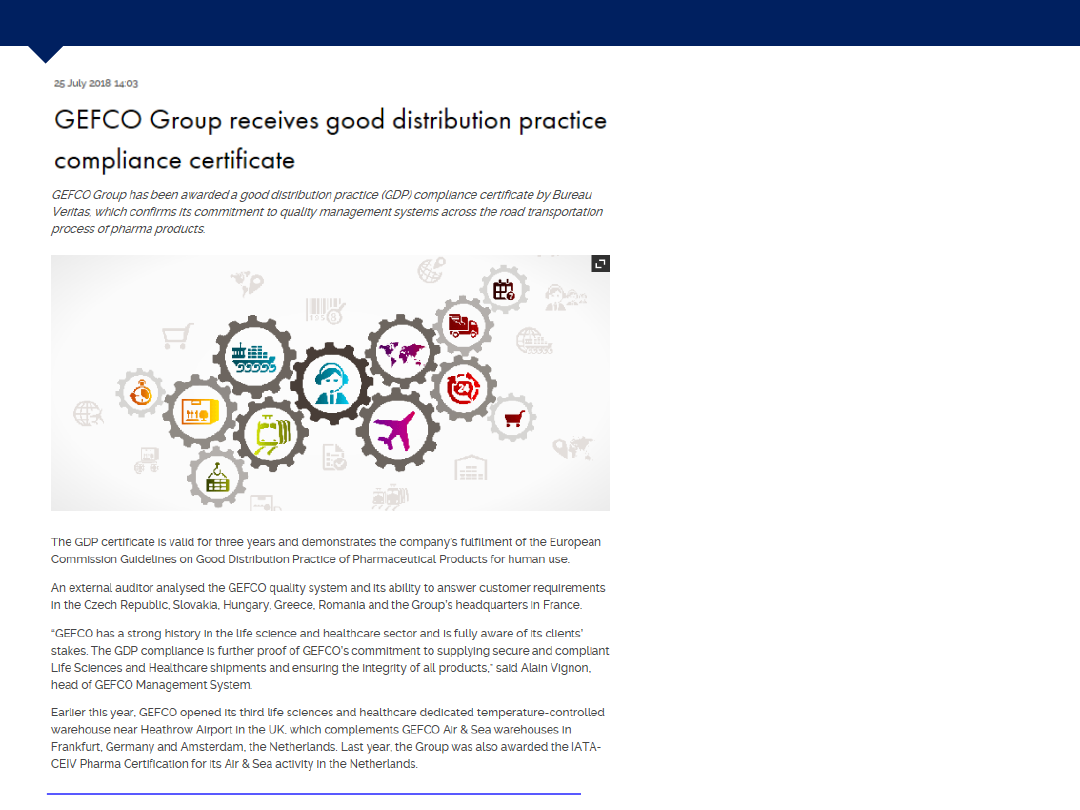 25 July 2018 14:03
GEFCO Group receives good distribution practice
compliance certificate
GEFCO Group has been awarded a good distribution practice (GDP) compliance certificate by Bureau
Veritas, which confirms its commitment to quality management systems across the road transportation
process of pharma products.
The GDP certificate is valid for three years and demonstrates the company's fulfilment of the European
Commission Guidelines on Good Distribution Practice of Pharmaceutical Products for human use.
An external auditor analysed the GEFCO quality system and its ability to answer customer requirements
in the Czech Republic, Slovakia, Hungary, Greece, Romania and the Group's headquarters in France.
"GEFCO has a strong history in the life science and healthcare sector and is fully aware of its clients'
stakes. The GDP compliance is further proof of GEFCO's commitment to supplying secure and compliant
Life Sciences and Healthcare shipments and ensuring the integrity of all products," said Alain Vignon,
head of GEFCO Management System.
Earlier this year, GEFCO opened its third life sciences and healthcare dedicated temperature-controlled
warehouse near Heathrow Airport in the UK, which complements GEFCO Air & Sea warehouses in
Frankfurt, Germany and Amsterdam, the Netherlands. Last year, the Group was also awarded the IATA-
CEIV Pharma Certification for its Air & Sea activity in the Netherlands.